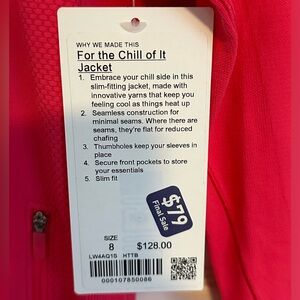 WHY WE MADE THIS
For the Chill of It
Jacket
1. Embrace your chill side in this
slim-fitting jacket, made with
innovative yarns that keep you
feeling cool as things heat up
2. Seamless construction for
minimal seams. Where there are
seams, they're flat for reduced
chafing
3. Thumbholes keep your sleeves in
place
4. Secure front pockets to store
your essentials
5. Slim fit
$79
Final Sale
SIZE
8 $128.00
LW4AQ1S HTTB
000107850086